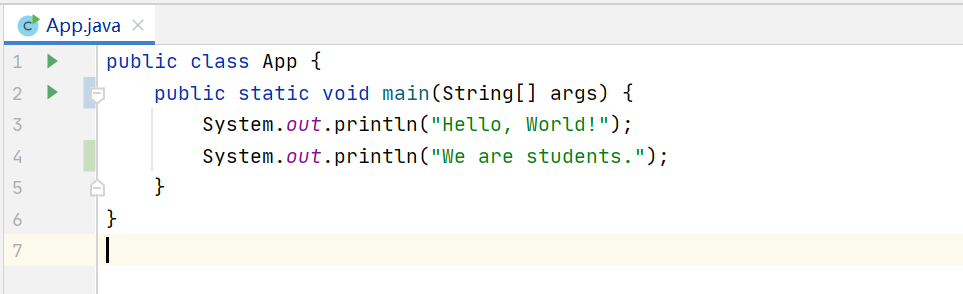 App.java
1 public class App {
2 public static void main(String[] args) {
3 System.out.println("Hello, World!");
4 System.out.println("We are students.");
5 }
6 }
7